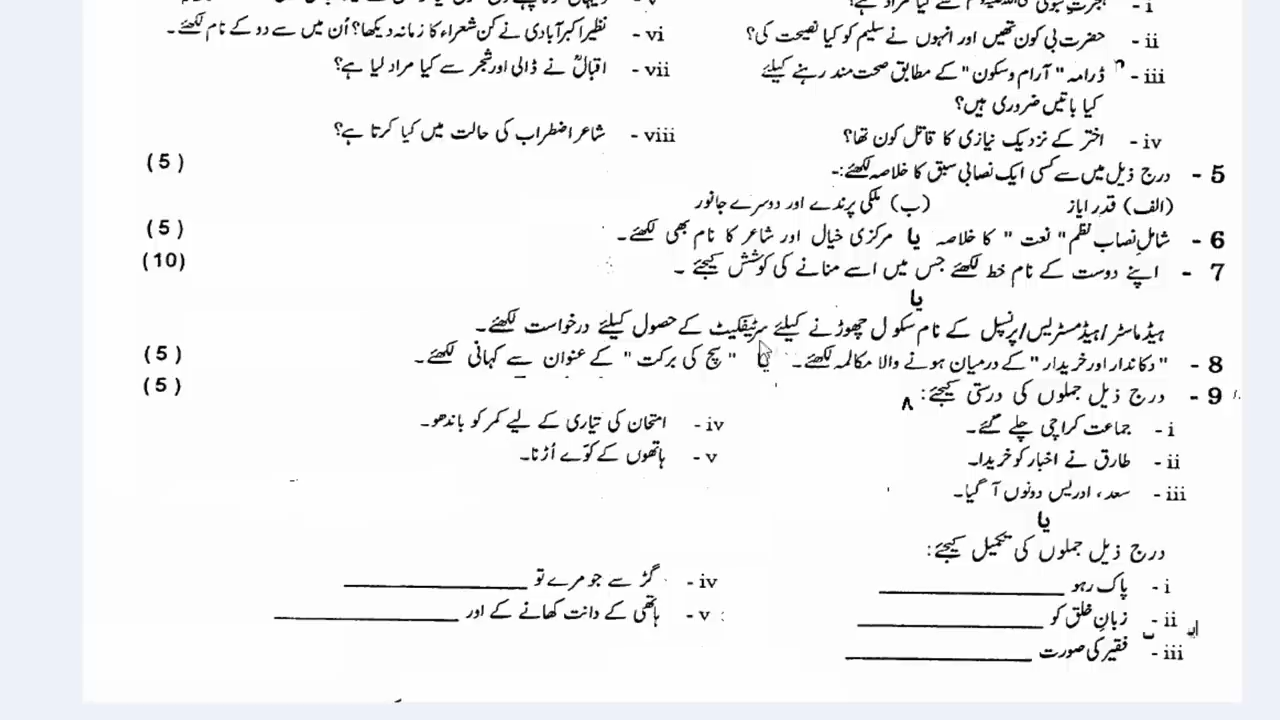 ii - حضرت بی کون تھیں اور انہوں نے سلیم کو کیا نصیحت کی؟
vi - نظیر اکبر آبادی نے کن شعراء کا زمانہ دیکھا؟ اُن میں سے دو کے نام لکھئے۔
iii - ڈرامہ "آرام و سکون" کے مطابق صحت مند رہنے کیلئے
vii - اقبالؒ نے ڈالی اور شجر سے کیا مراد لیا ہے؟
کیا باتیں ضروری ہیں؟
iv - اختر کے نزدیک نیازی کا قاتل کون تھا؟
viii - شاعر اضطراب کی حالت میں کیا کرتا ہے؟
5 - درج ذیل میں سے کسی ایک نصابی سبق کا خلاصہ لکھئے:- (5)
(الف) قدر ایاز (ب) ملکی پرندے اور دوسرے جانور
6 - شاملِ نصاب نظم "نعت" کا خلاصہ یا مرکزی خیال اور شاعر کا نام بھی لکھئے۔ (5)
7 - اپنے دوست کے نام خط لکھئے جس میں اسے منانے کی کوشش کیجئے۔ (10)
یا
ہیڈماسٹر/ہیڈمسٹریس/پرنسپل کے نام سکول چھوڑنے کیلئے سرٹیفکیٹ کے حصول کیلئے درخواست لکھئے۔
8 - "دکاندار اور خریدار" کے درمیان ہونے والا مکالمہ لکھئے۔ یا "سچ کی برکت" کے عنوان سے کہانی لکھئے۔ (5)
9 - درج ذیل جملوں کی درستی کیجئے: (5)
i - جماعت کراچی چلے گئے۔
iv - امتحان کی تیاری کے لیے کمر کو باندھو۔
ii - طارق نے اخبار کو خریدا۔
v - ہاتھوں کے کوّے اُڑنا۔
iii - سعد، ادریس دونوں آ گیا۔
یا
درج ذیل جملوں کی تکمیل کیجئے:
i - پاک رہو ____________
iv - گڑ سے جو مرے تو ____________
ii - زبانِ خلق کو ____________
v - ہاتھی کے دانت کھانے کے اور ____________
iii - فقیر کی صورت ____________